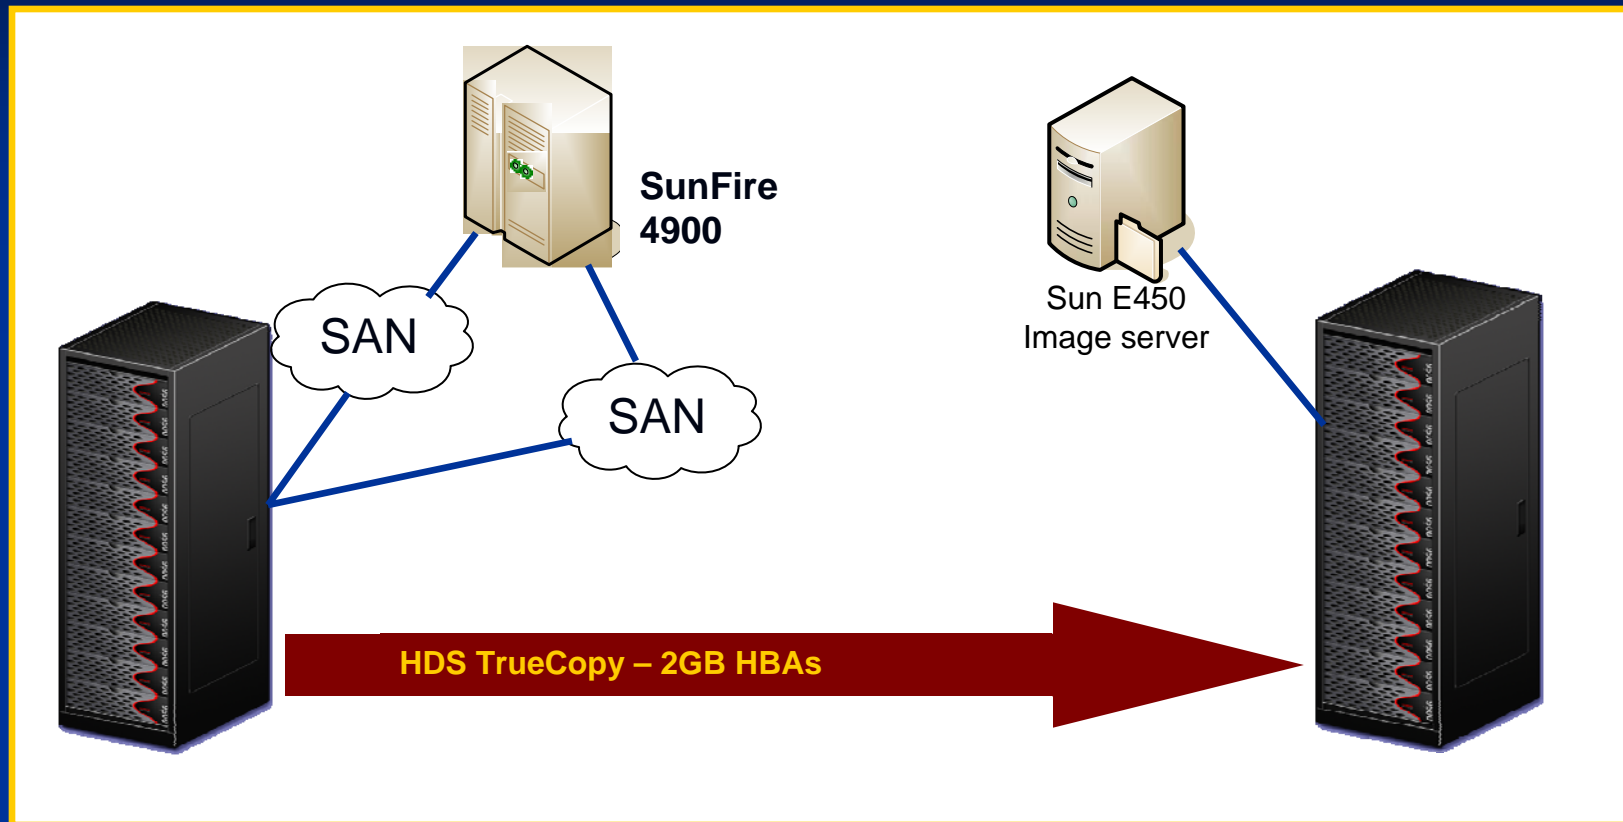 SunFire
4900
SAN
SAN
Sun E450
Image server
HDS TrueCopy – 2GB HBAs